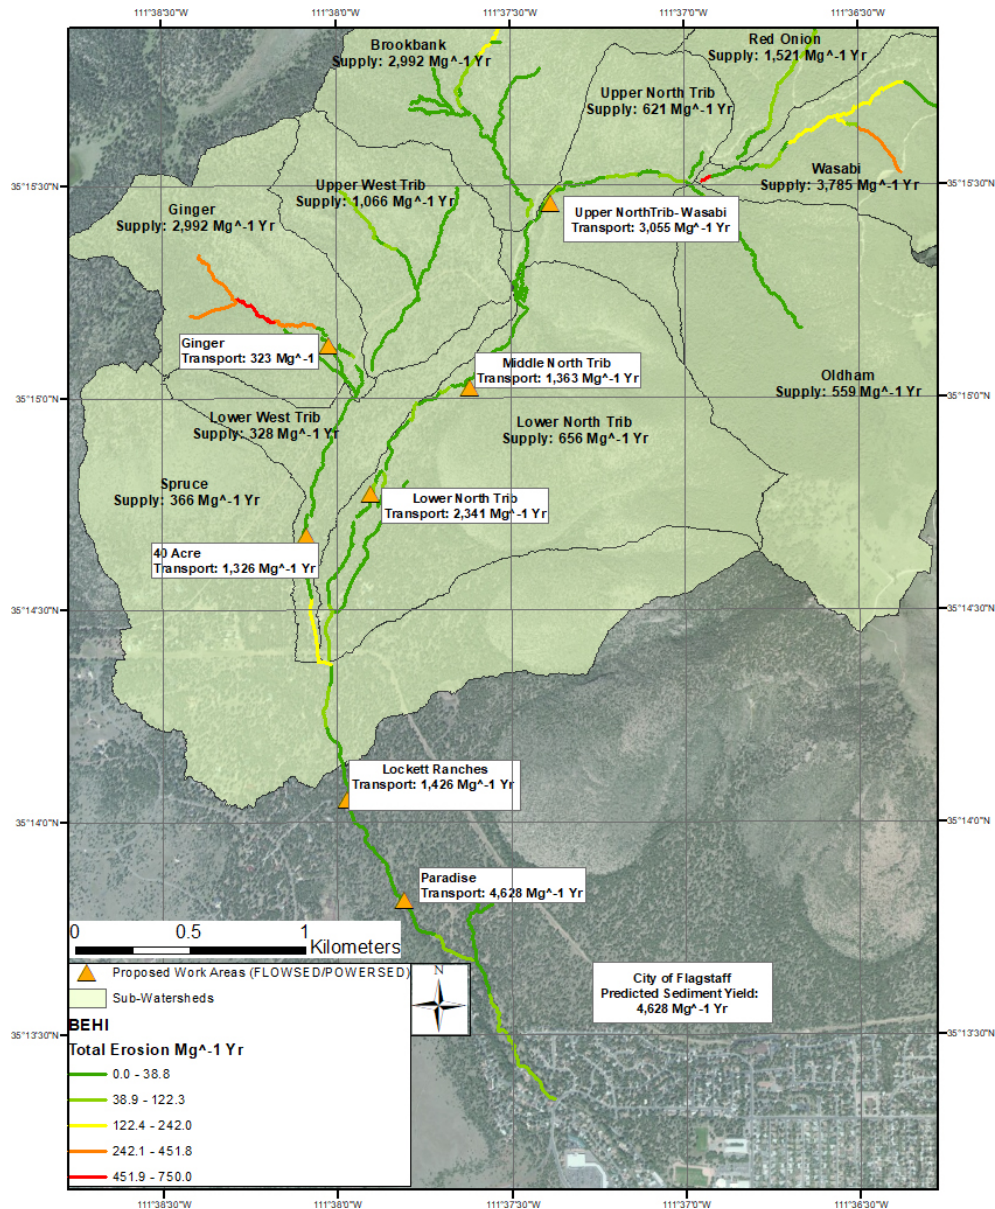 111°38'30"W
111°38'0"W
111°37'30"W
111°37'0"W
111°36'30"W
Brookbank
Supply: 2,992 Mg^-1 Yr
Red Onion
Supply: 1,521 Mg^-1 Yr
Upper North Trib
Supply: 621 Mg^-1 Yr
Wasabi
Supply: 3,785 Mg^-1 Yr
35°15'30"N
35°15'30"N
Upper West Trib
Supply: 1,066 Mg^-1 Yr
Ginger
Supply: 2,992 Mg^-1 Yr
Upper NorthTrib- Wasabi
Transport: 3,055 Mg^-1 Yr
Ginger
Transport: 323 Mg^-1
Middle North Trib
Transport: 1,363 Mg^-1 Yr
Oldham
Supply: 559 Mg^-1 Yr
35°15'0"N
35°15'0"N
Lower West Trib
Supply: 328 Mg^-1 Yr
Lower North Trib
Supply: 656 Mg^-1 Yr
Spruce
Supply: 366 Mg^-1 Yr
Lower North Trib
Transport: 2,341 Mg^-1 Yr
40 Acre
Transport: 1,326 Mg^-1 Yr
35°14'30"N
35°14'30"N
Lockett Ranches
Transport: 1,426 Mg^-1 Yr
35°14'0"N
35°14'0"N
Paradise
Transport: 4,628 Mg^-1 Yr
0 0.5 1
Kilometers
Proposed Work Areas (FLOWSED/POWERSED)
N
Sub-Watersheds
City of Flagstaff
Predicted Sediment Yield:
4,628 Mg^-1 Yr
BEHI
Total Erosion Mg^-1 Yr
0.0 - 38.8
38.9 - 122.3
122.4 - 242.0
242.1 - 451.8
451.9 - 750.0
35°13'30"N
35°13'30"N
111°38'30"W
111°38'0"W
111°37'30"W
111°37'0"W
111°36'30"W